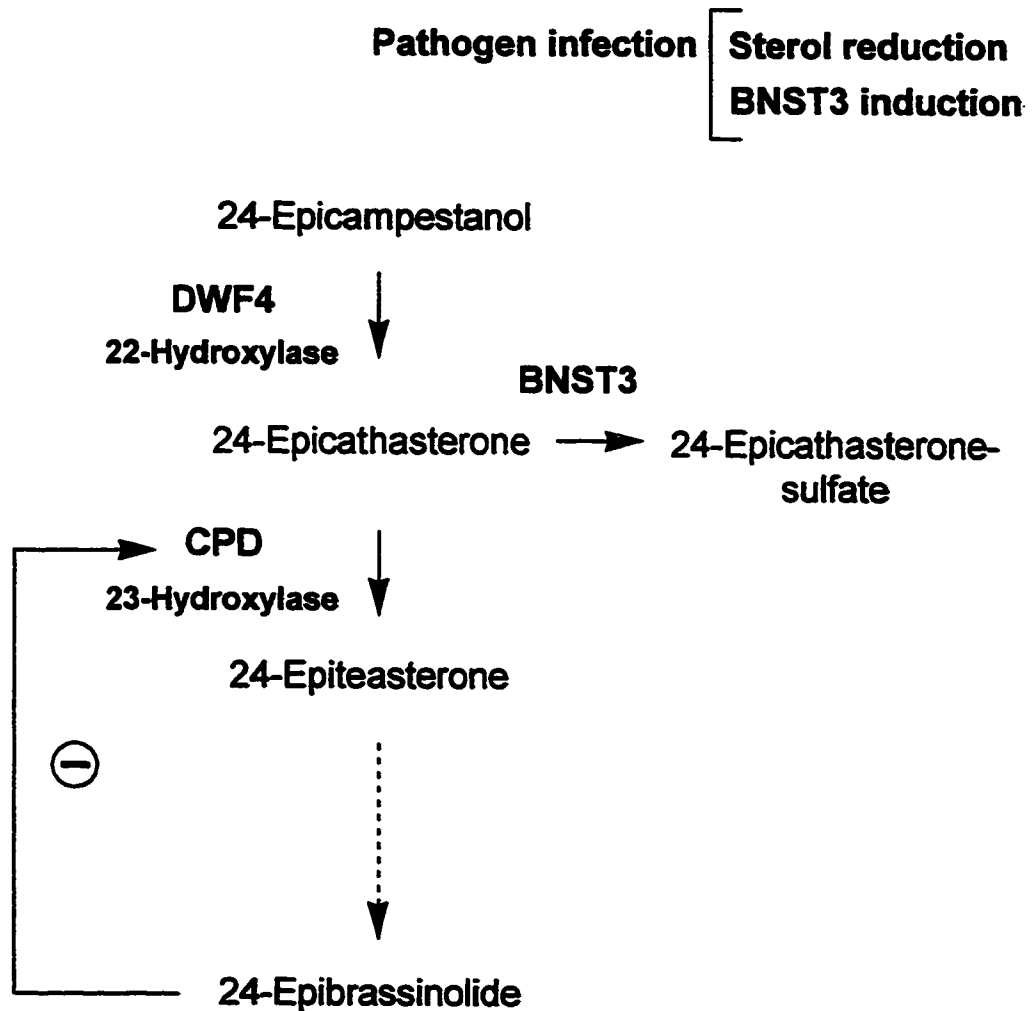 Pathogen infection
Sterol reduction
BNST3 induction
24-Epicampestanol
DWF4
22-Hydroxylase
BNST3
24-Epicathasterone
24-Epicathasterone-
sulfate
CPD
23-Hydroxylase
24-Epiteasterone
24-Epibrassinolide